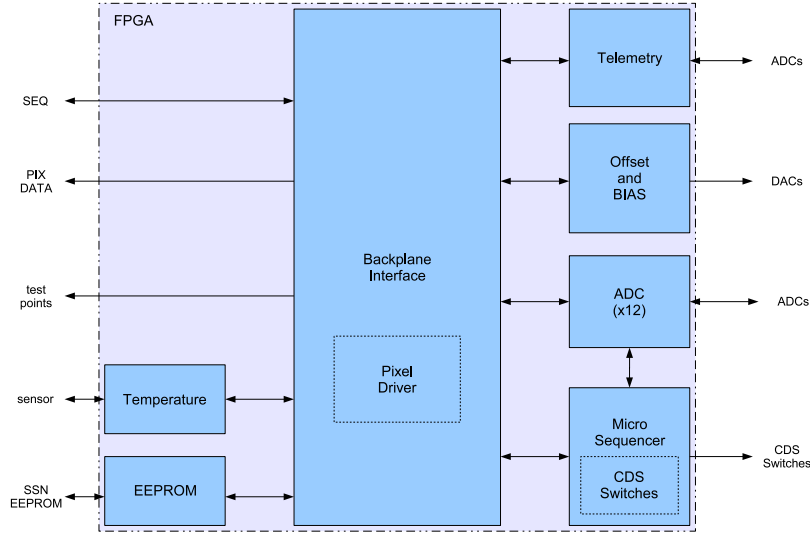 FPGA
SEQ
PIX
DATA
test
points
sensor
SSN
EEPROM
Temperature
EEPROM
Backplane
Interface
Pixel
Driver
Telemetry
Offset
and
BIAS
ADC
(x12)
Micro
Sequencer
CDS
Switches
ADCs
DACs
ADCs
CDS
Switches